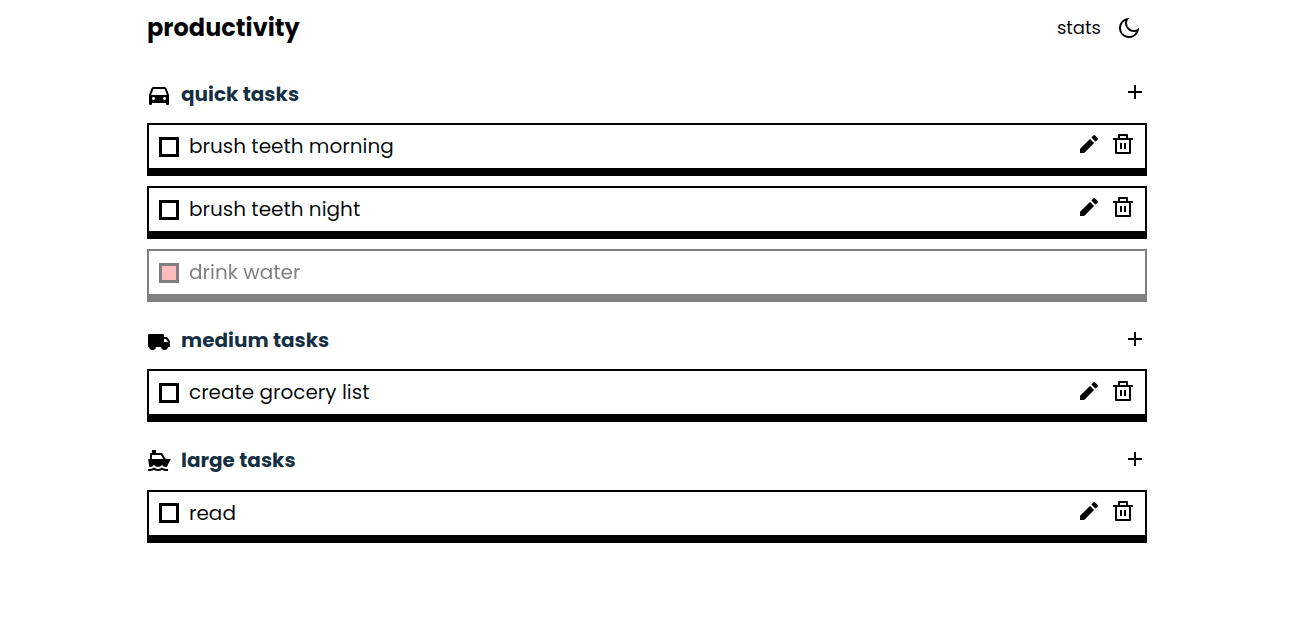 productivity
stats
quick tasks
brush teeth morning
brush teeth night
drink water
medium tasks
create grocery list
large tasks
read